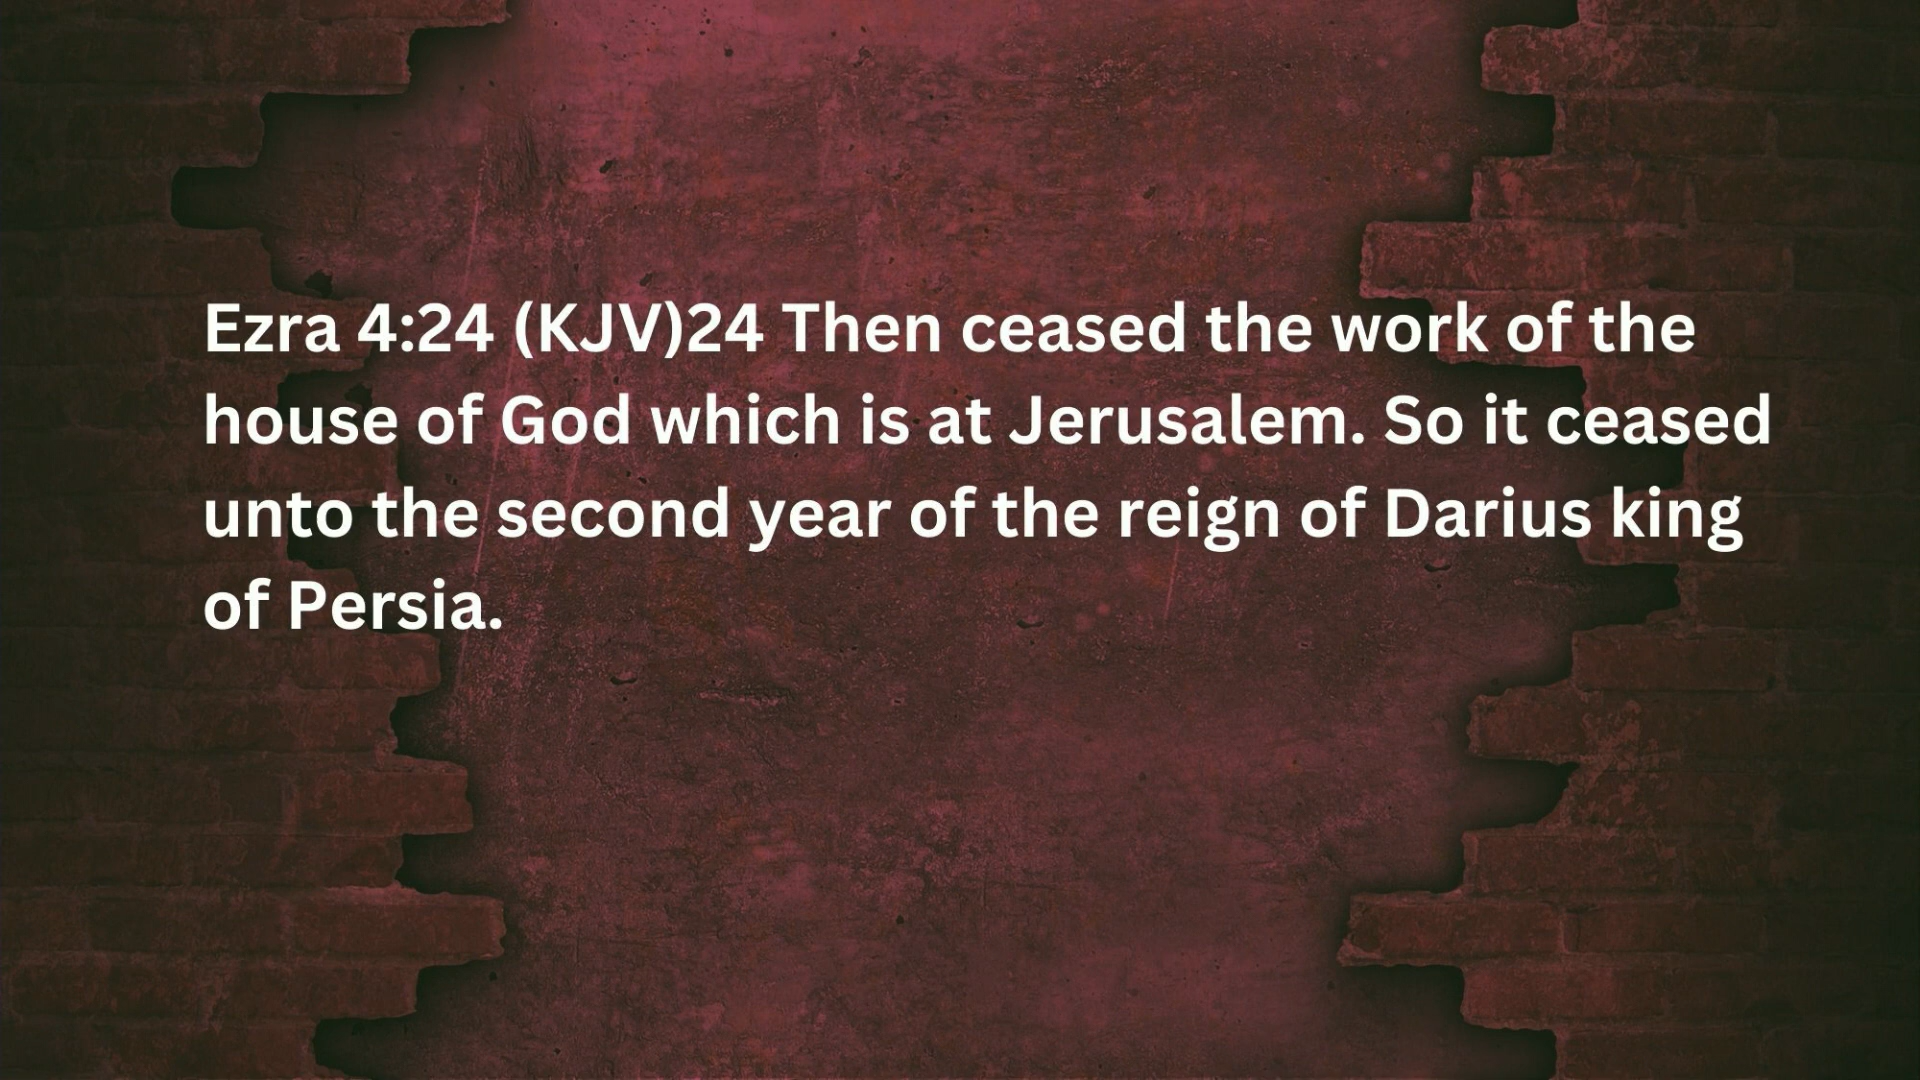 Ezra 4:24 (KJV)24 Then ceased the work of the
house of God which is at Jerusalem. So it ceased
unto the second year of the reign of Darius king
of Persia.